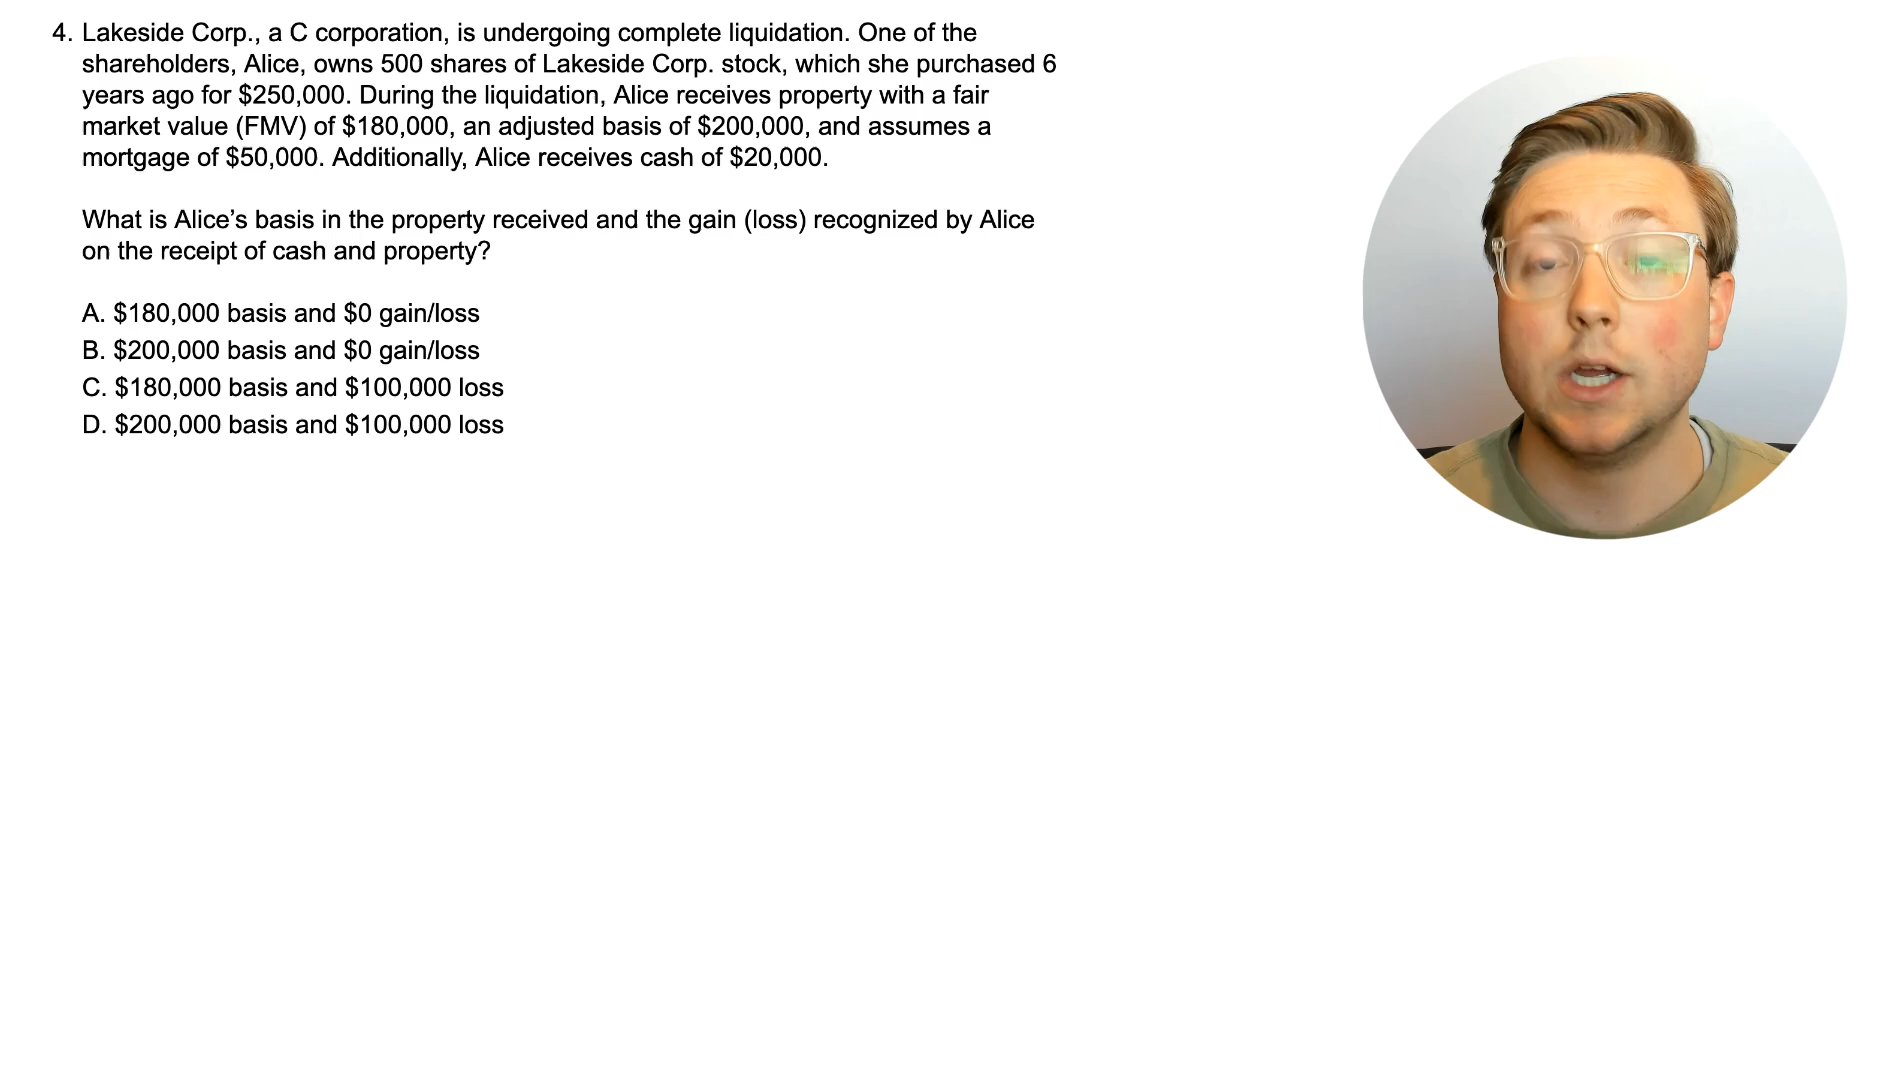 4. Lakeside Corp., a C corporation, is undergoing complete liquidation. One of the
shareholders, Alice, owns 500 shares of Lakeside Corp. stock, which she purchased 6
years ago for $250,000. During the liquidation, Alice receives property with a fair
market value (FMV) of $180,000, an adjusted basis of $200,000, and assumes a
mortgage of $50,000. Additionally, Alice receives cash of $20,000.
What is Alice’s basis in the property received and the gain (loss) recognized by Alice
on the receipt of cash and property?
A. $180,000 basis and $0 gain/loss
B. $200,000 basis and $0 gain/loss
C. $180,000 basis and $100,000 loss
D. $200,000 basis and $100,000 loss